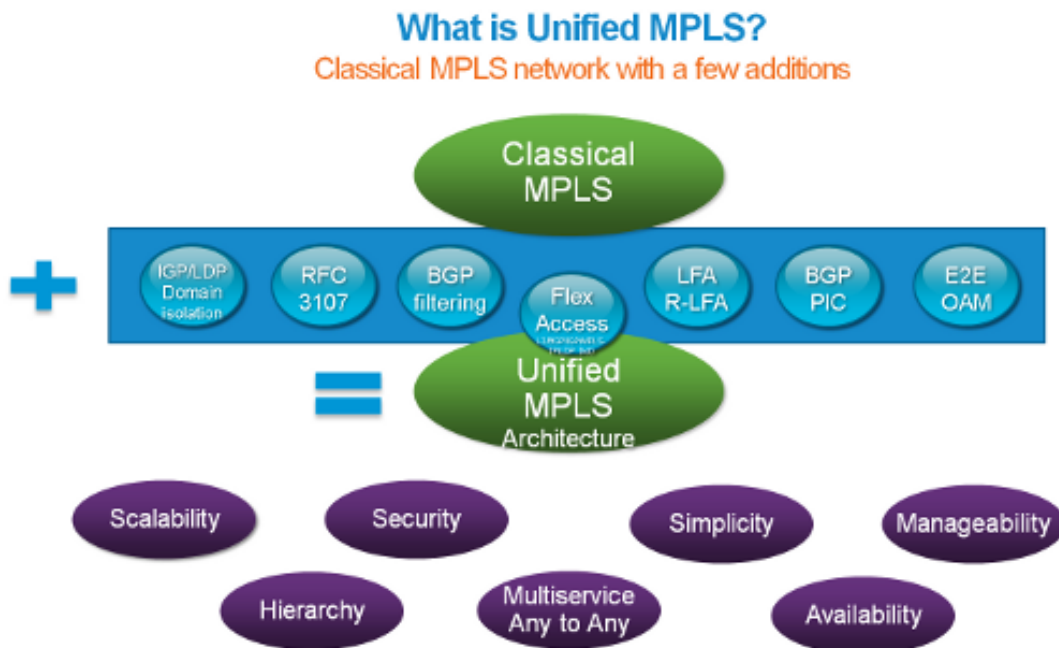 What is Unified MPLS?
Classical MPLS network with a few additions
Classical
MPLS
+
IGP/LDP
Domain
isolation
RFC
3107
BGP
filtering
Flex
Access
LFA
R-LFA
BGP
PIC
E2E
OAM
=
Unified
MPLS
Architecture
Scalability
Security
Simplicity
Manageability
Hierarchy
Multiservice
Any to Any
Availability